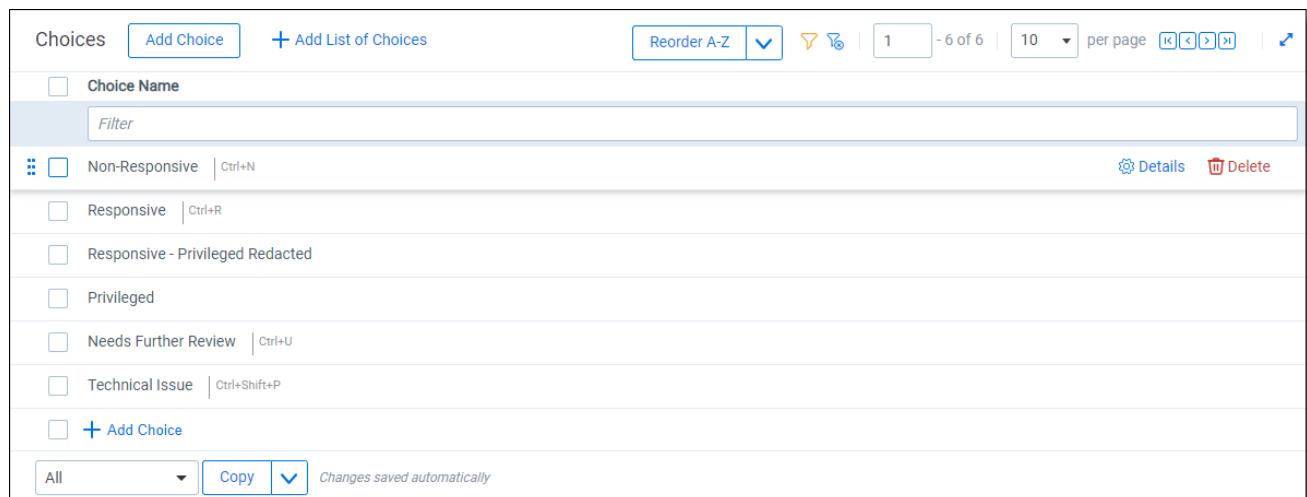 Choices Add Choice + Add List of Choices Reorder A-Z 1 - 6 of 6 10 per page
Choice Name
Filter
Non-Responsive Ctrl+N Details Delete
Responsive Ctrl+R
Responsive - Privileged Redacted
Privileged
Needs Further Review Ctrl+U
Technical Issue Ctrl+Shift+P
+ Add Choice
All Copy Changes saved automatically